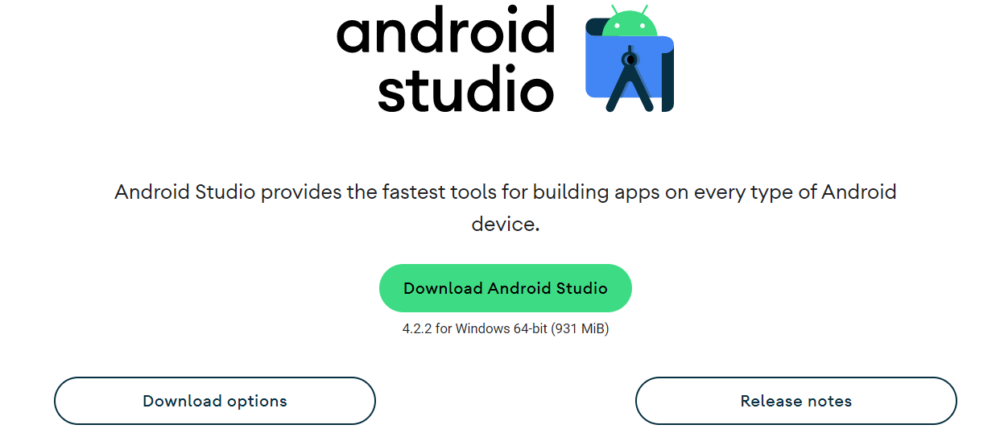 android
studio
Android Studio provides the fastest tools for building apps on every type of Android
device.
Download Android Studio
4.2.2 for Windows 64-bit (931 MiB)
Download options
Release notes